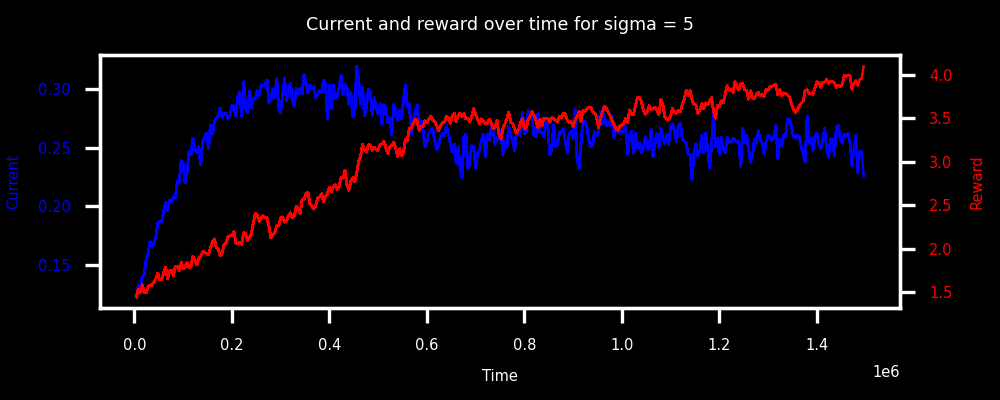 Current and reward over time for sigma = 5
Current
0.30
0.25
0.20
0.15
4.0
3.5
3.0
2.5
2.0
1.5
Reward
0.0 0.2 0.4 0.6 0.8 1.0 1.2 1.4
1e6
Time